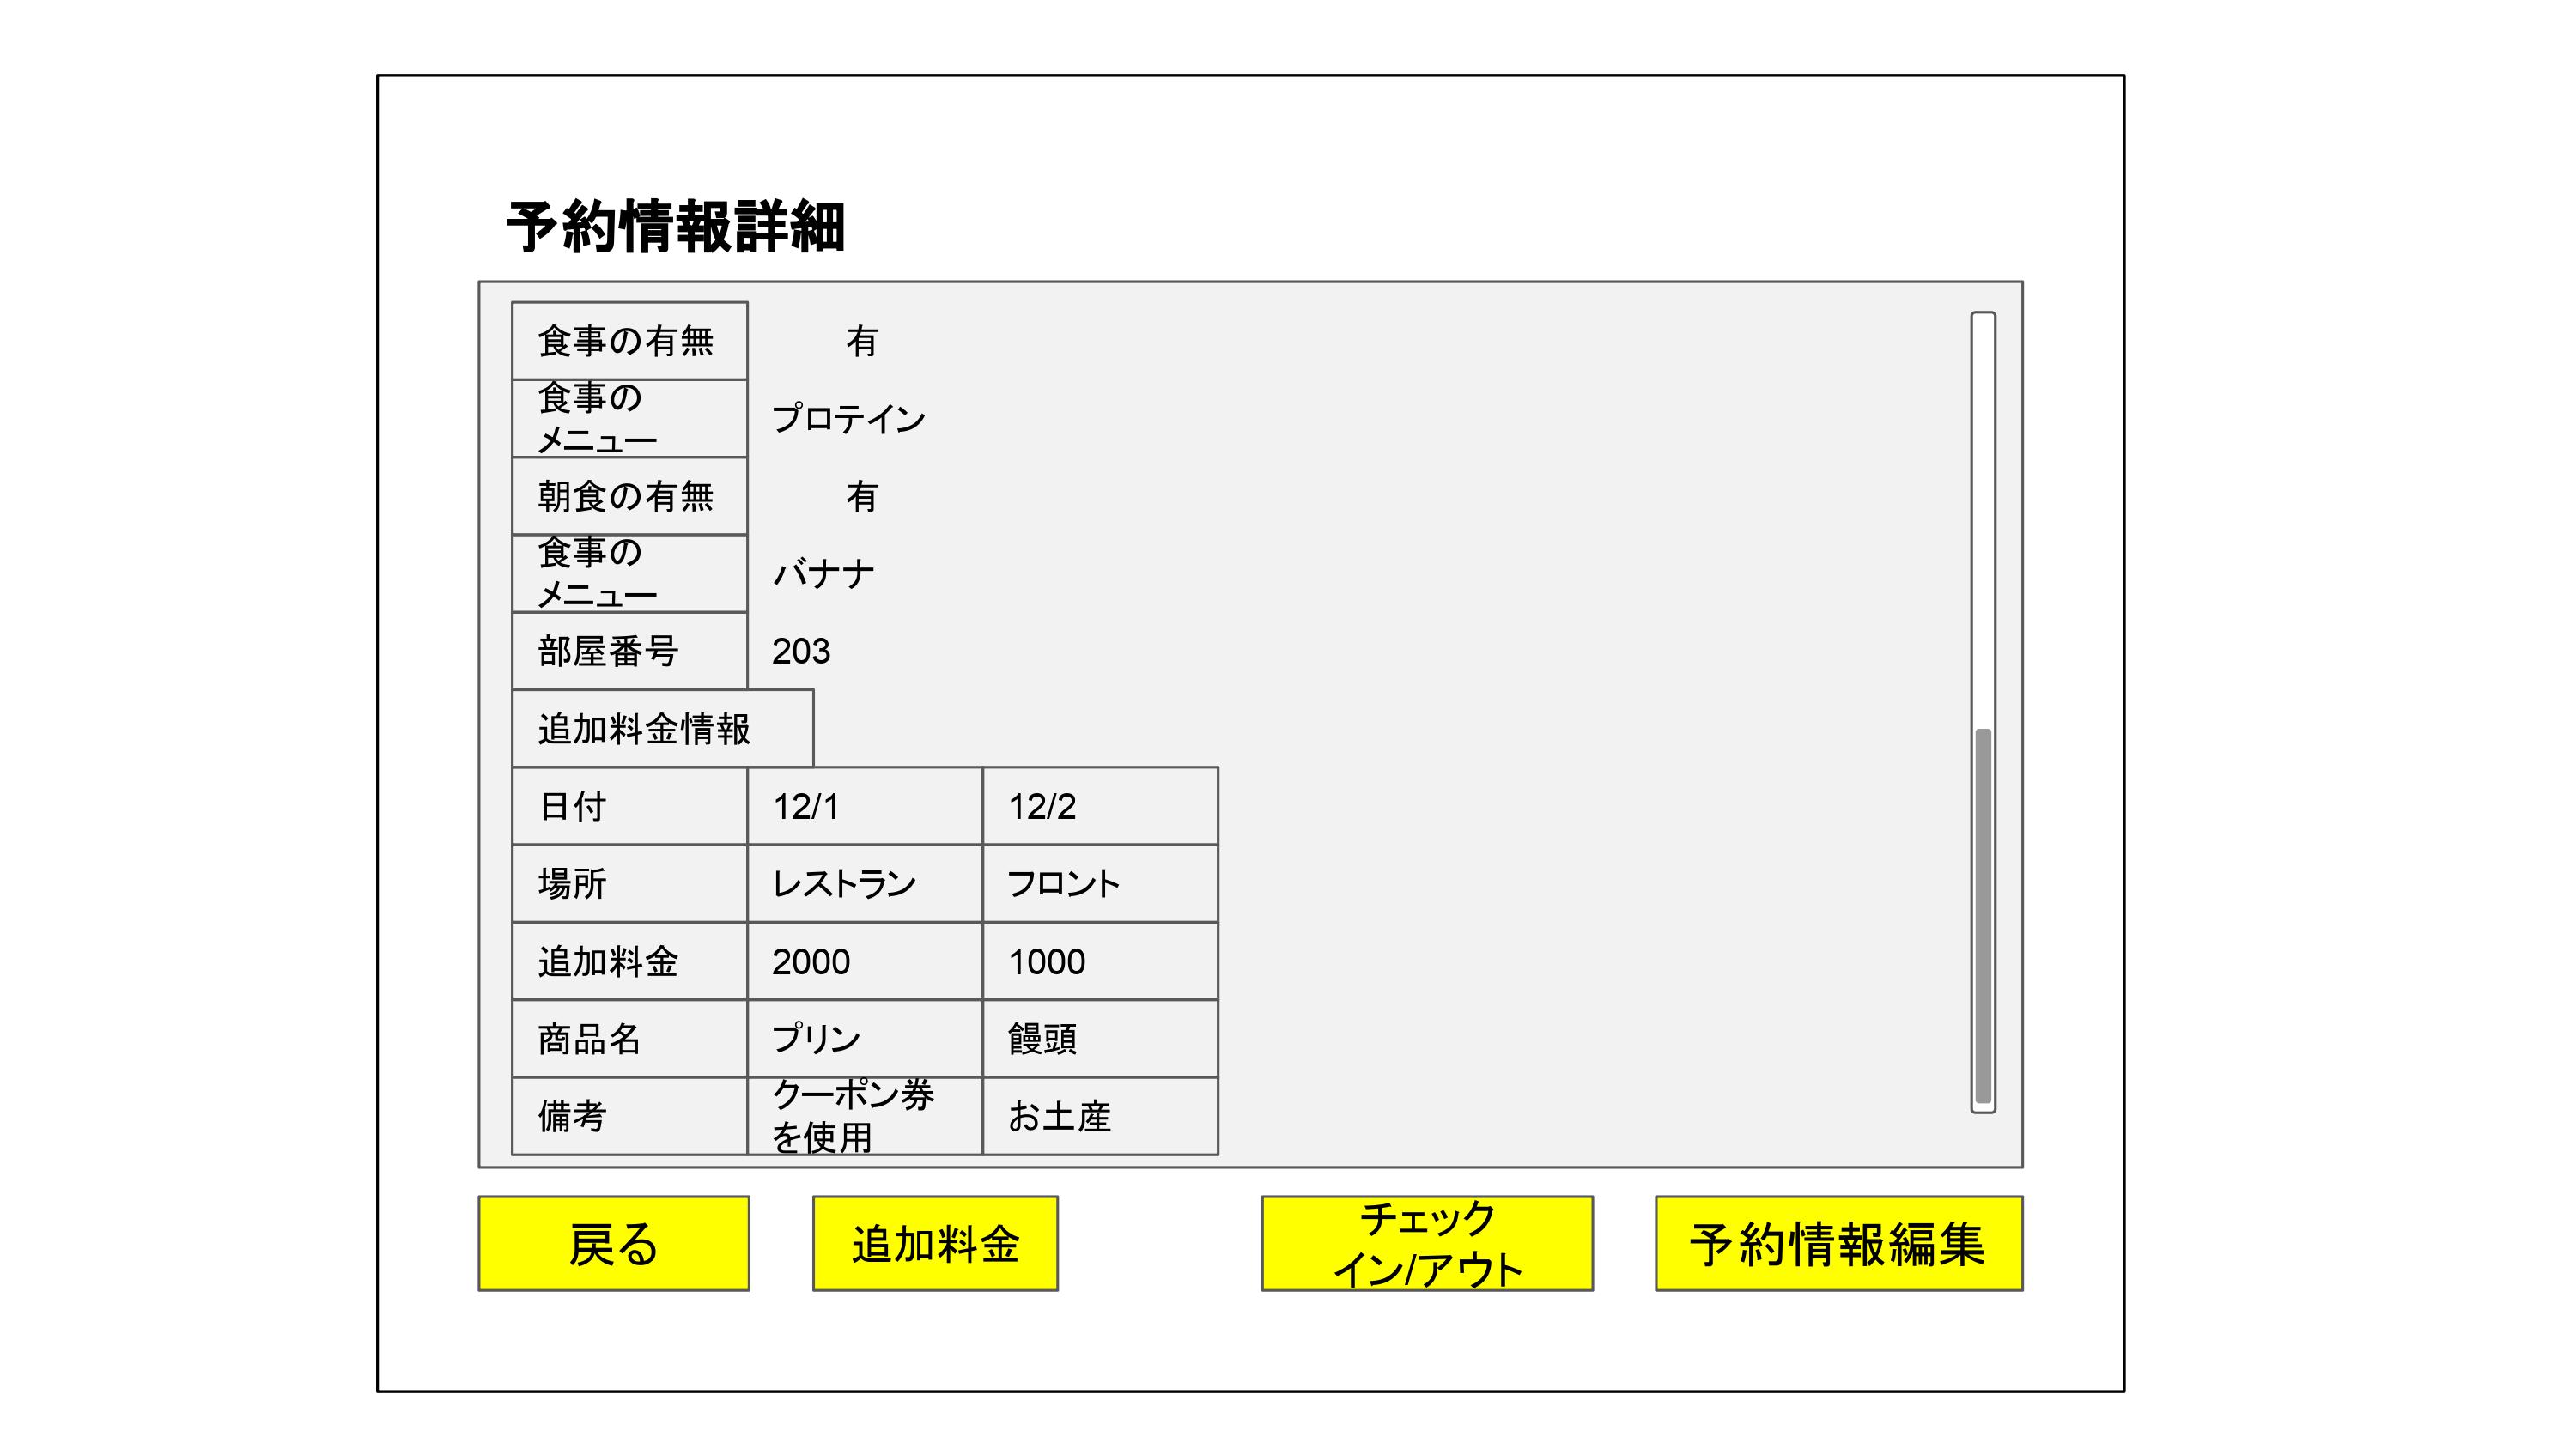 予約情報詳細
食事の有無 有
食事の
メニュー
プロテイン
朝食の有無 有
食事の
メニュー
バナナ
部屋番号 203
追加料金情報
日付 12/1 12/2
場所 レストラン フロント
追加料金 2000 1000
商品名 プリン 饅頭
備考
クーポン券
を使用
お土産
戻る
追加料金
チェック
イン/アウト
予約情報編集